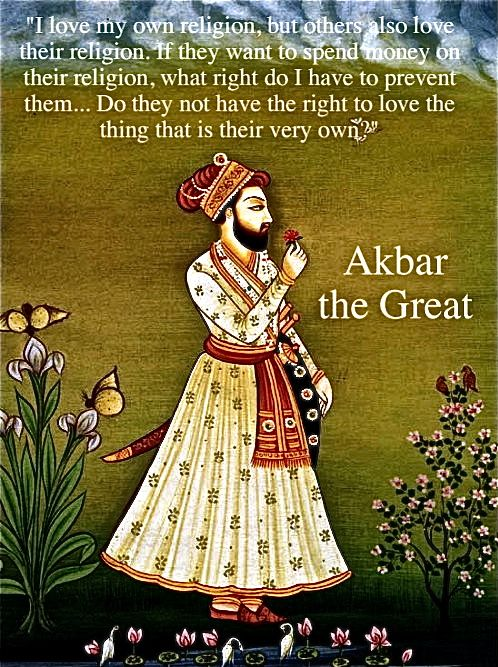 "I love my own religion, but others also love
their religion. If they want to spend money on
their religion, what right do I have to prevent
them... Do they not have the right to love the
thing that is their very own?"
Akbar
the Great